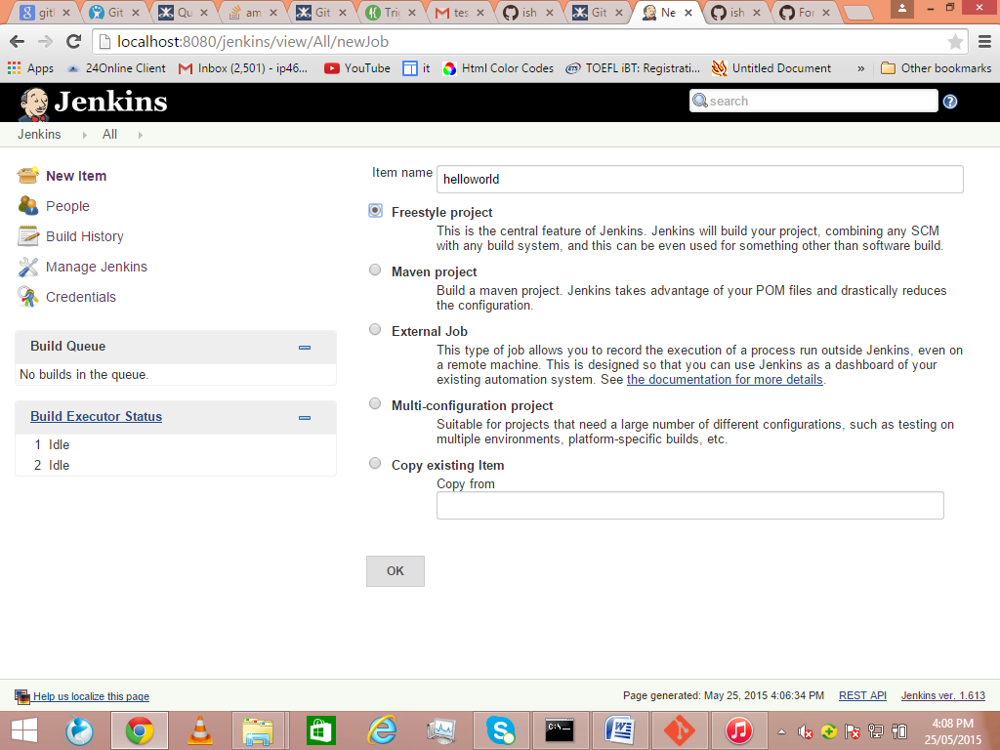 gitl
Git
Qu
am
Git
Tri
tes
ish
Git
Ne
ish
For
localhost:8080/jenkins/view/All/newJob
Apps
24Online Client
Inbox (2,501) - ip46...
YouTube
it
Html Color Codes
TOEFL iBT: Registrati...
Untitled Document
»
Other bookmarks
Jenkins
search
Jenkins
All
New Item
People
Build History
Manage Jenkins
Credentials
Build Queue
No builds in the queue.
Build Executor Status
1 Idle
2 Idle
Item name
helloworld
Freestyle project
This is the central feature of Jenkins. Jenkins will build your project, combining any SCM
with any build system, and this can be even used for something other than software build.
Maven project
Build a maven project. Jenkins takes advantage of your POM files and drastically reduces
the configuration.
External Job
This type of job allows you to record the execution of a process run outside Jenkins, even on
a remote machine. This is designed so that you can use Jenkins as a dashboard of your
existing automation system. See the documentation for more details.
Multi-configuration project
Suitable for projects that need a large number of different configurations, such as testing on
multiple environments, platform-specific builds, etc.
Copy existing Item
Copy from
OK
Help us localize this page
Page generated: May 25, 2015 4:06:34 PM
REST API
Jenkins ver. 1.613
4:08 PM
25/05/2015